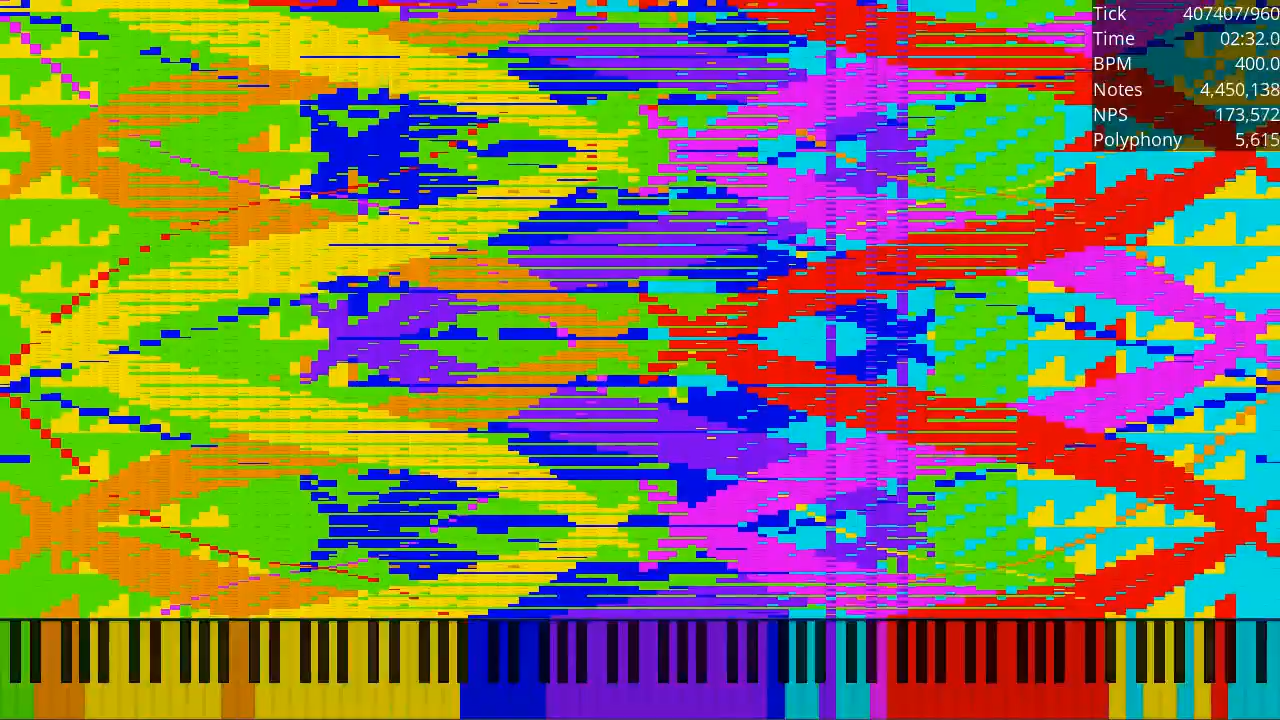 Tick 407407/960
Time 02:32.0
BPM 400.0
Notes 4,450,138
NPS 173,572
Polyphony 5,615